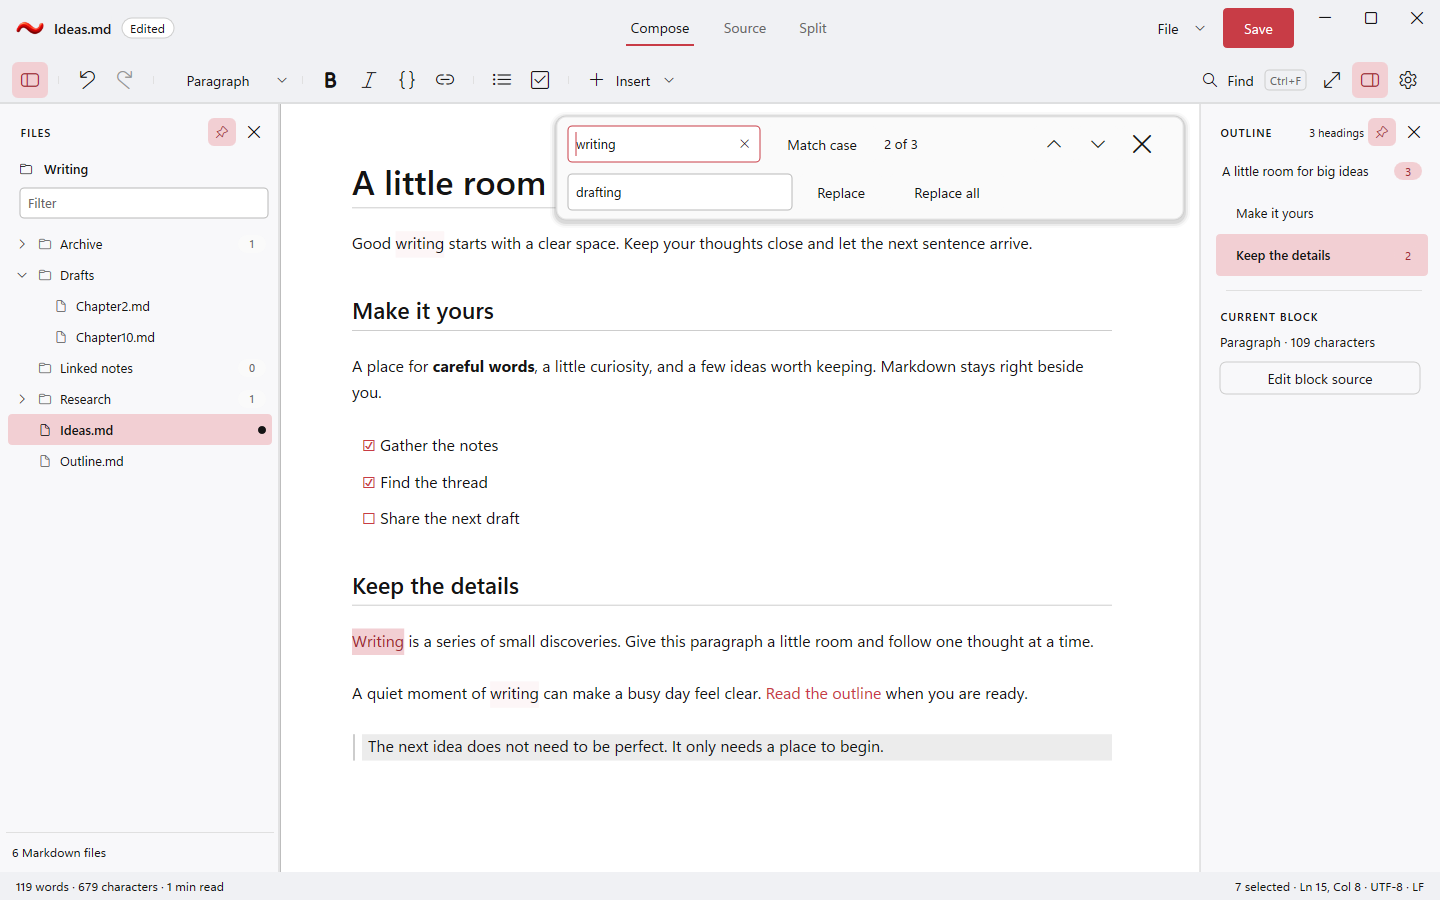 Ideas.md Edited Compose Source Split File Save
Paragraph B I {} Insert Find Ctrl+F
FILES
Writing
Filter
Archive 1
Drafts
Chapter2.md
Chapter10.md
Linked notes 0
Research 1
Ideas.md
Outline.md
6 Markdown files
writing Match case 2 of 3
drafting Replace Replace all
A little room
Good writing starts with a clear space. Keep your thoughts close and let the next sentence arrive.
Make it yours
A place for careful words, a little curiosity, and a few ideas worth keeping. Markdown stays right beside
you.
Gather the notes
Find the thread
Share the next draft
Keep the details
Writing is a series of small discoveries. Give this paragraph a little room and follow one thought at a time.
A quiet moment of writing can make a busy day feel clear. Read the outline when you are ready.
The next idea does not need to be perfect. It only needs a place to begin.
OUTLINE 3 headings
A little room for big ideas 3
Make it yours
Keep the details 2
CURRENT BLOCK
Paragraph · 109 characters
Edit block source
119 words · 679 characters · 1 min read 7 selected · Ln 15, Col 8 · UTF-8 · LF